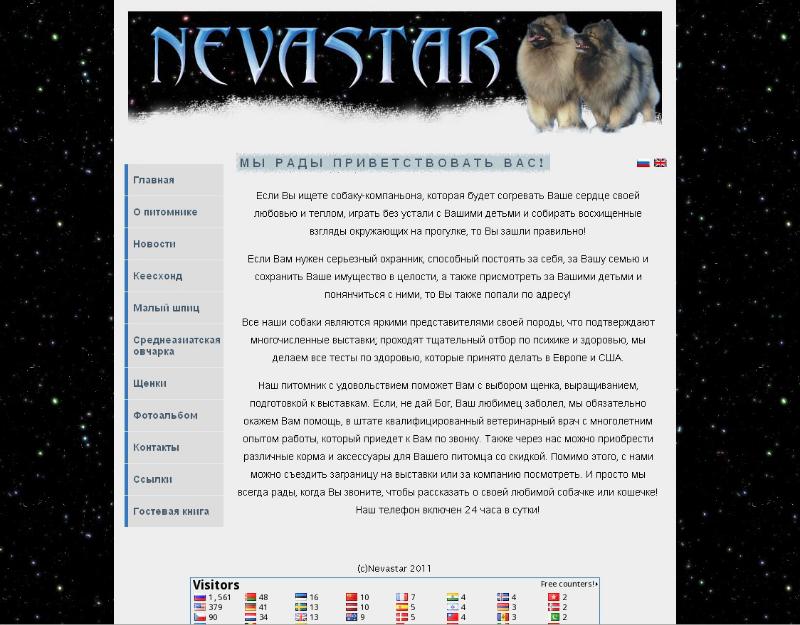 NEVASTAR
МЫ РАДЫ ПРИВЕТСТВОВАТЬ ВАС!
Главная
О питомнике
Новости
Кеесхонд
Малый шпиц
Среднеазиатская
овчарка
Щенки
Фотоальбом
Контакты
Ссылки
Гостевая книга
Если Вы ищете собаку-компаньона, которая будет согревать Ваше сердце своей
любовью и теплом, играть без устали с Вашими детьми и собирать восхищенные
взгляды окружающих на прогулке, то Вы зашли правильно!
Если Вам нужен серьезный охранник, способный постоять за себя, за Вашу семью и
сохранить Ваше имущество в целости, а также присмотреть за Вашими детьми и
понянчиться с ними, то Вы также попали по адресу!
Все наши собаки являются яркими представителями своей породы, что подтверждают
многочисленные выставки; проходят тщательный отбор по психике и здоровью, мы
делаем все тесты по здоровью, которые принято делать в Европе и США.
Наш питомник с удовольствием поможет Вам с выбором щенка, выращиванием,
подготовкой к выставкам. Если, не дай Бог, Ваш любимец заболел, мы обязательно
окажем Вам помощь, в штате квалифицированный ветеринарный врач с многолетним
опытом работы, который приедет к Вам по звонку. Также через нас можно приобрести
различные корма и аксессуары для Вашего питомца со скидкой. Помимо этого, с нами
можно съездить заграницу на выставки или за компанию посмотреть. И просто мы
всегда рады, когда Вы звоните, чтобы рассказать о своей любимой собачке или кошечке!
Наш телефон включен 24 часа в сутки!
(c)Nevastar 2011
Visitors Free counters!
1,561 48 16 10 7 4 4 2
379 41 13 10 5 4 3 2
90 34 13 9 5 4 3 2